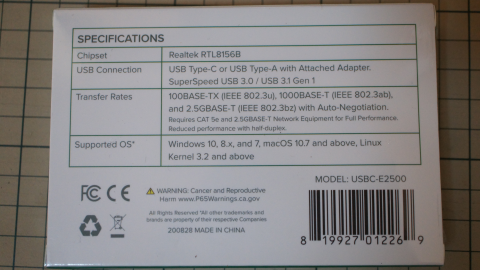 SPECIFICATIONS
Chipset Realtek RTL8156B
USB Connection USB Type-C or USB Type-A with Attached Adapter.
SuperSpeed USB 3.0 / USB 3.1 Gen 1
Transfer Rates 100BASE-TX (IEEE 802.3u), 1000BASE-T (IEEE 802.3ab),
and 2.5GBASE-T (IEEE 802.3bz) with Auto-Negotiation.
Requires CAT 5e and 2.5GBASE-T Network Equipment for Full Performance.
Reduced performance with half-duplex.
Supported OS* Windows 10, 8.x, and 7, macOS 10.7 and above, Linux
Kernel 3.2 and above
MODEL: USBC-E2500
FC CE
WARNING: Cancer and Reproductive
Harm www.P65Warnings.ca.gov
All Rights Reserved *All other trademarks and
brands are property of their respective Companies
200828 MADE IN CHINA
8 19927 01226 9